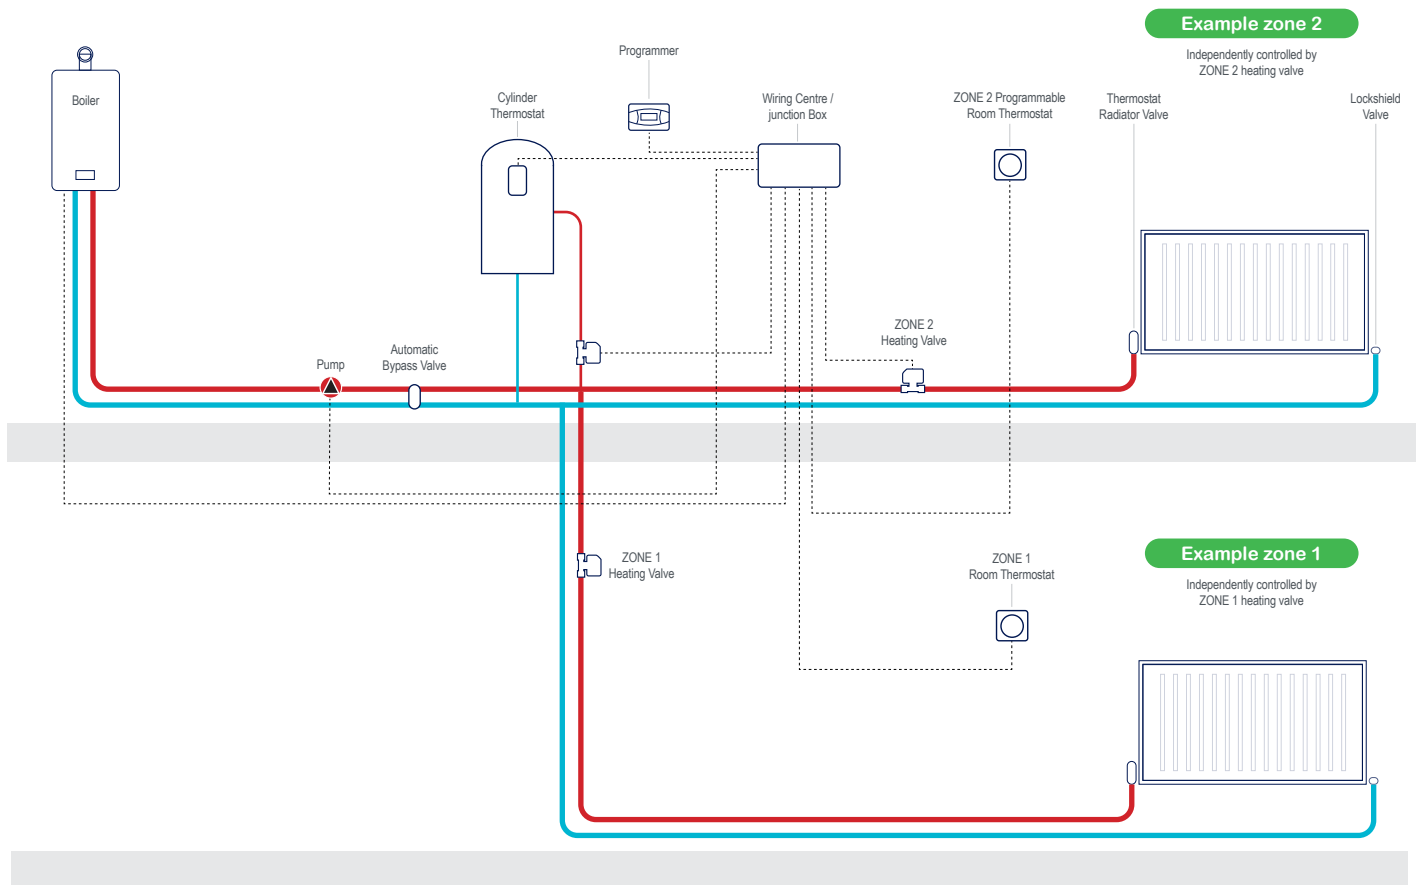 Example zone 2
Independently controlled by
ZONE 2 heating valve
Programmer
Boiler
Cylinder
Thermostat
Wiring Centre /
junction Box
ZONE 2 Programmable
Room Thermostat
Thermostat
Radiator Valve
Lockshield
Valve
ZONE 2
Heating Valve
Automatic
Bypass Valve
Pump
ZONE 1
Heating Valve
ZONE 1
Room Thermostat
Example zone 1
Independently controlled by
ZONE 1 heating valve